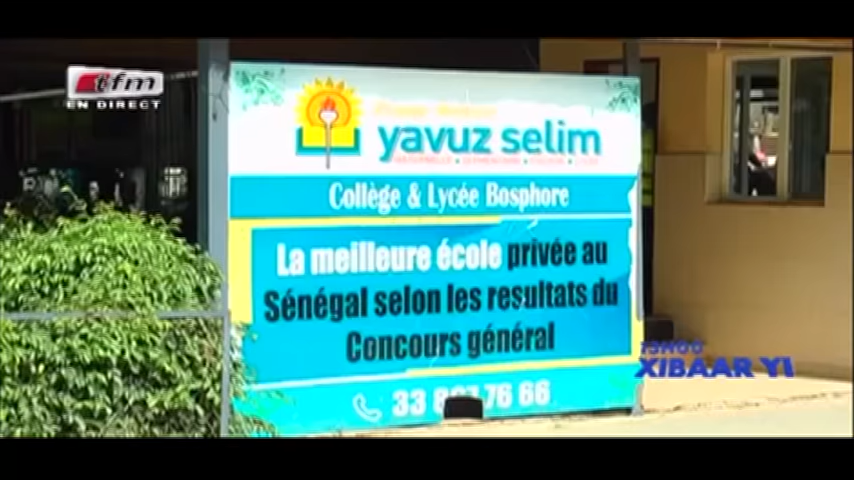 tfm
EN DIRECT
yavuz selim
Collège & Lycée Bosphore
La meilleure école privée au
Sénégal selon les resultats du
Concours général
XIBAAR YI